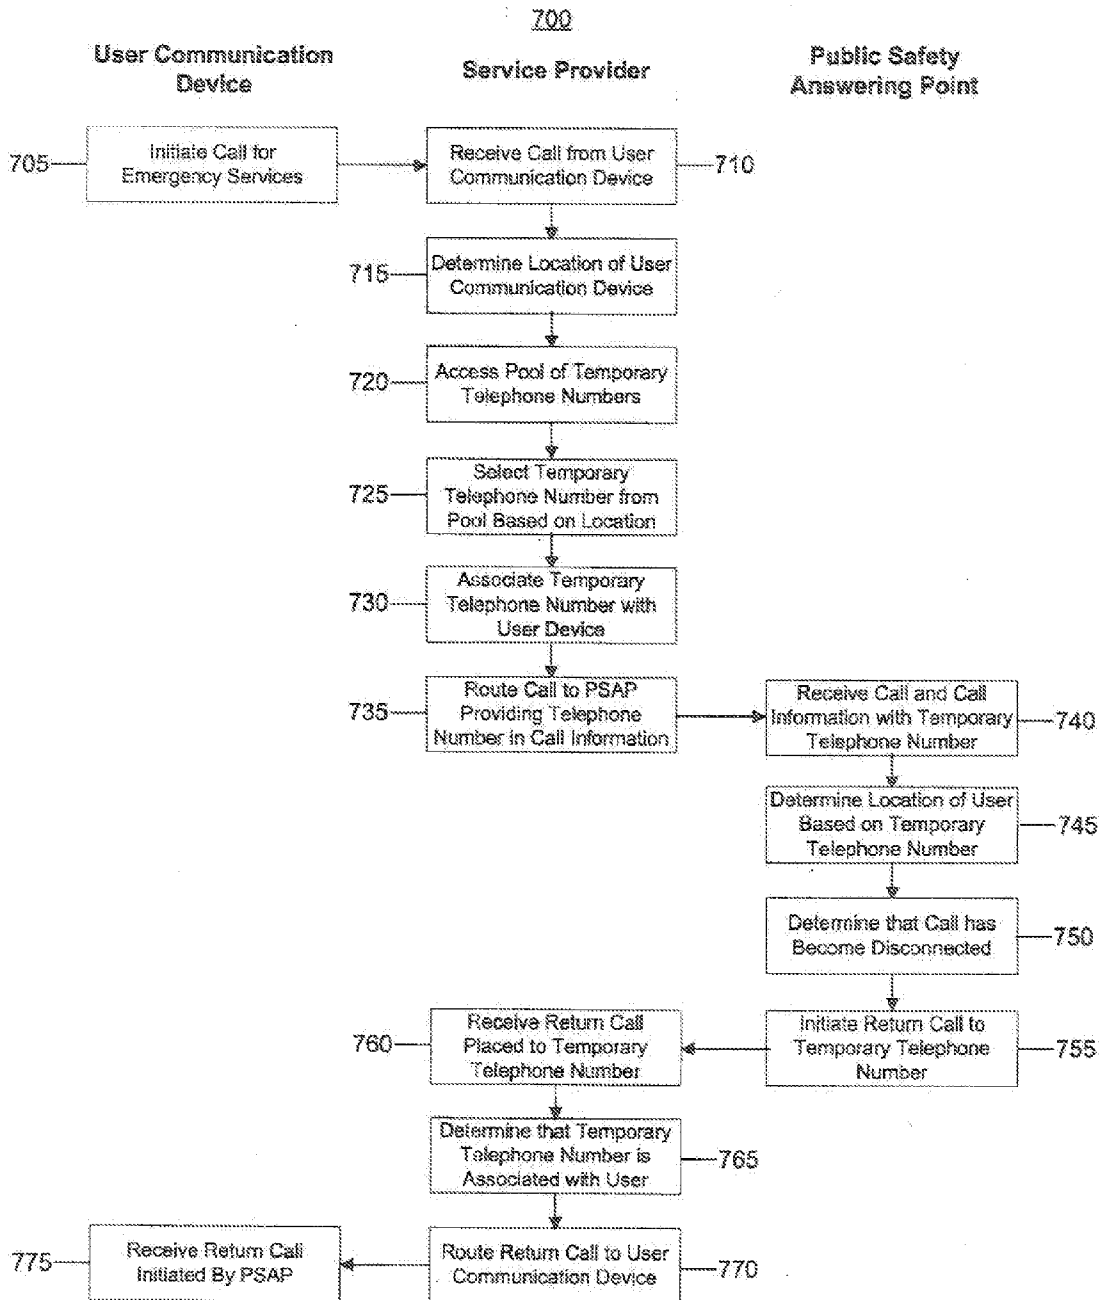 700
User Communication
Device
Service Provider
Public Safety
Answering Point
705
Initiate Call for
Emergency Services
Receive Call from User
Communication Device
710
715
Determine Location of User
Communication Device
720
Access Pool of Temporary
Telephone Numbers
725
Select Temporary
Telephone Number from
Pool Based on Location
730
Associate Temporary
Telephone Number with
User Device
735
Route Call to PSAP
Providing Telephone
Number in Call Information
Receive Call and Call
Information with Temporary
Telephone Number
740
Determine Location of User
Based on Temporary
Telephone Number
745
Determine that Call has
Become Disconnected
750
Initiate Return Call to
Temporary Telephone
Number
755
760
Receive Return Call
Placed to Temporary
Telephone Number
Determine that Temporary
Telephone Number is
Associated with User
765
Route Return Call to User
Communication Device
770
775
Receive Return Call
Initiated By PSAP